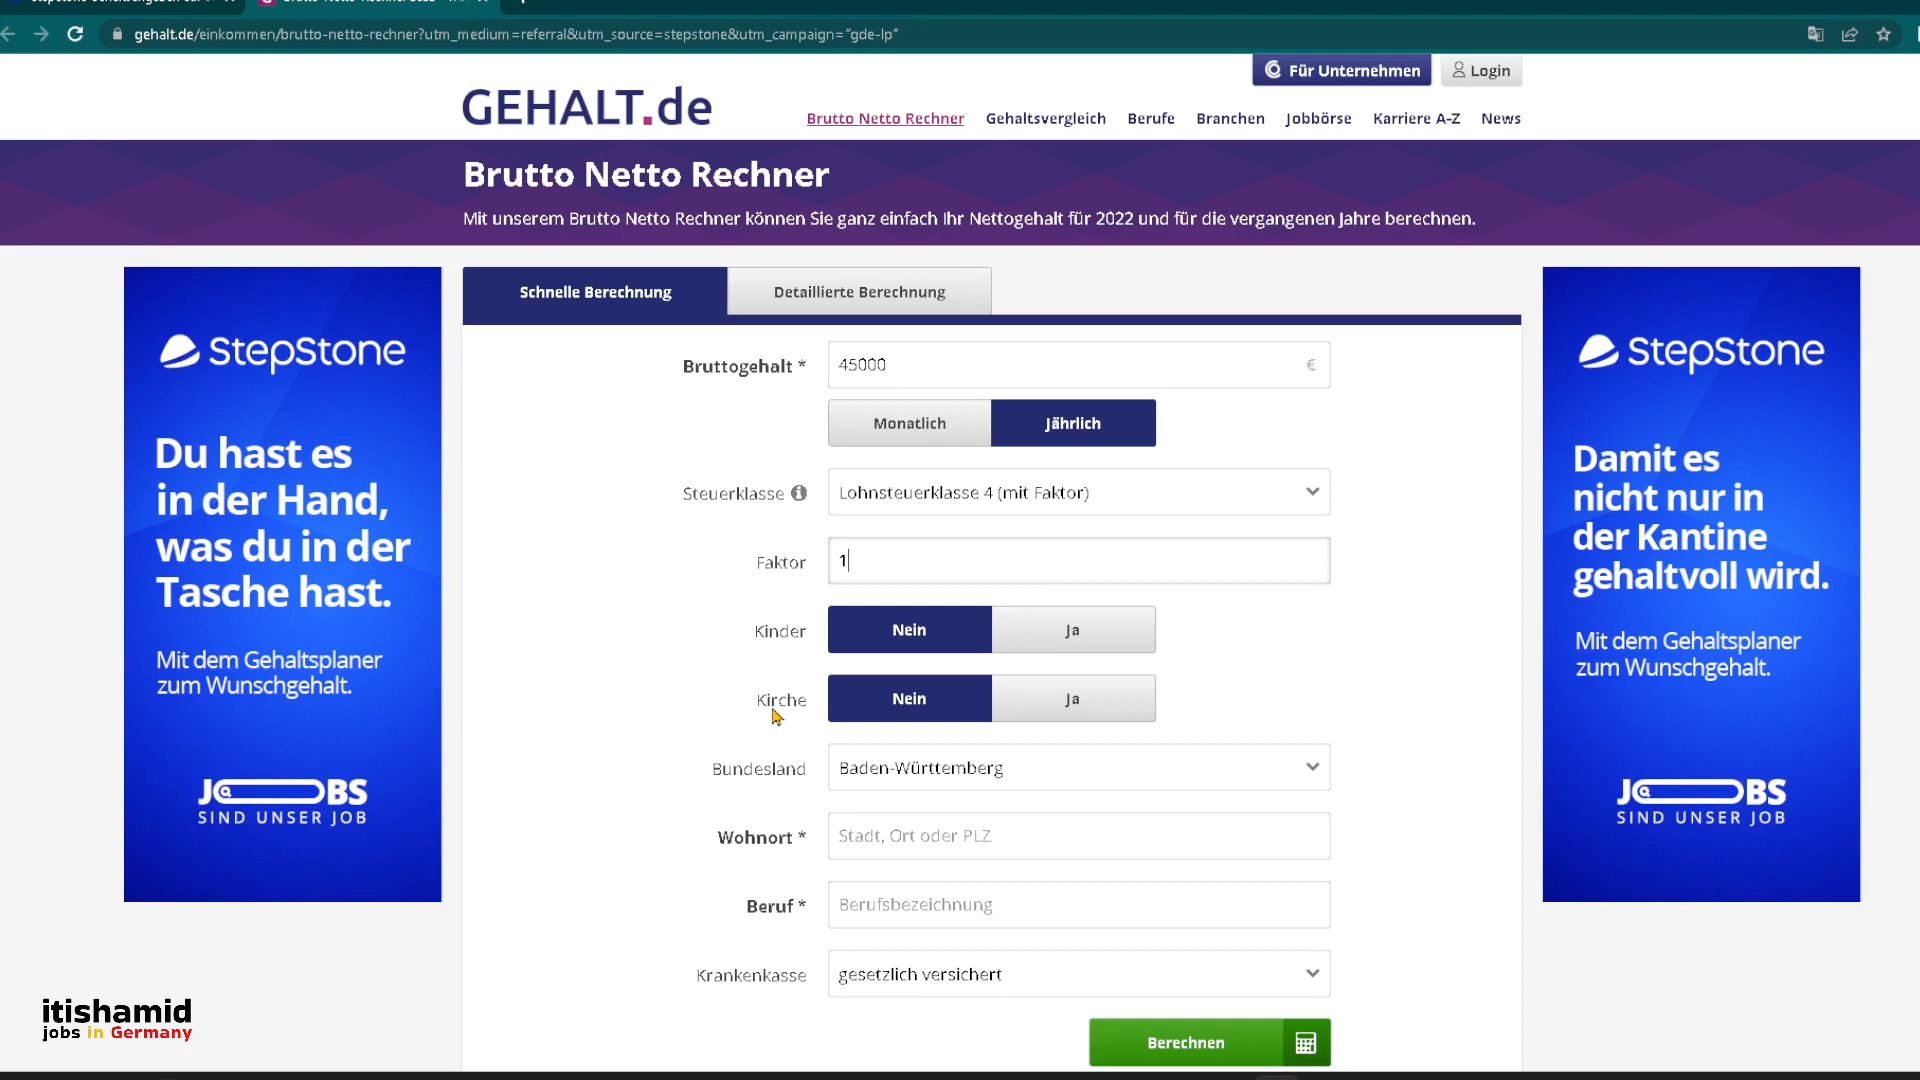 gehalt.de/einkommen/brutto-netto-rechner?utm_medium=referral&utm_source=stepstone&utm_campaign="gde-lp"
Für Unternehmen
Login
GEHALT.de
Brutto Netto Rechner
Gehaltsvergleich
Berufe
Branchen
Jobbörse
Karriere A-Z
News
Brutto Netto Rechner
Mit unserem Brutto Netto Rechner können Sie ganz einfach Ihr Nettogehalt für 2022 und für die vergangenen Jahre berechnen.
StepStone
Du hast es
in der Hand,
was du in der
Tasche hast.
Mit dem Gehaltsplaner
zum Wunschgehalt.
JOBS
SIND UNSER JOB
Schnelle Berechnung
Detaillierte Berechnung
Bruttogehalt *
45000
€
Monatlich
Jährlich
Steuerklasse
Lohnsteuerklasse 4 (mit Faktor)
Faktor
1
Kinder
Nein
Ja
Kirche
Nein
Ja
Bundesland
Baden-Württemberg
Wohnort *
Stadt, Ort oder PLZ
Beruf *
Berufsbezeichnung
Krankenkasse
gesetzlich versichert
Berechnen
StepStone
Damit es
nicht nur in
der Kantine
gehaltvoll wird.
Mit dem Gehaltsplaner
zum Wunschgehalt.
JOBS
SIND UNSER JOB
itishamid
jobs in Germany